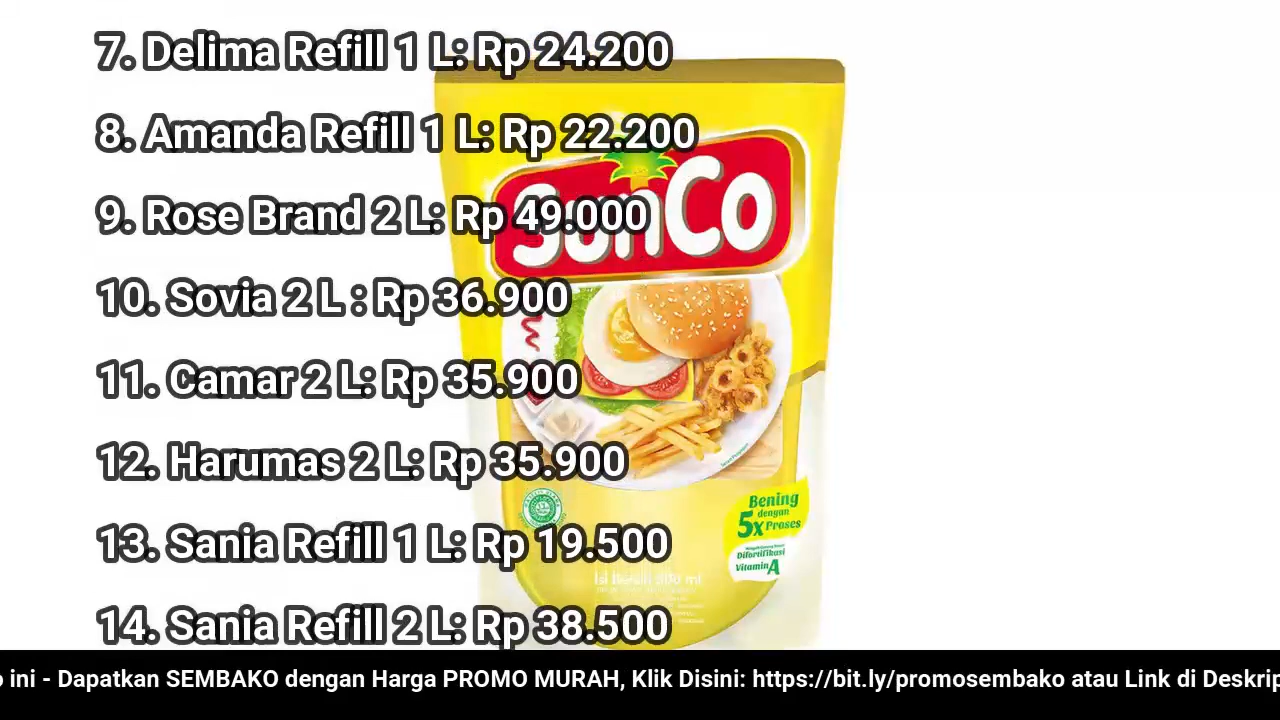 7. Delima Refill 1 L: Rp 24.200
8. Amanda Refill 1 L: Rp 22.200
9. Rose Brand 2 L: Rp 49.000
SunCo
10. Sovia 2 L : Rp 36.900
11. Camar 2 L: Rp 35.900
12. Harumas 2 L: Rp 35.900
Bening
dengan
5x Proses
Difortifikasi
Vitamin A
13. Sania Refill 1 L: Rp 19.500
14. Sania Refill 2 L: Rp 38.500
o ini - Dapatkan SEMBAKO dengan Harga PROMO MURAH, Klik Disini: https://bit.ly/promosembako atau Link di Deskrip